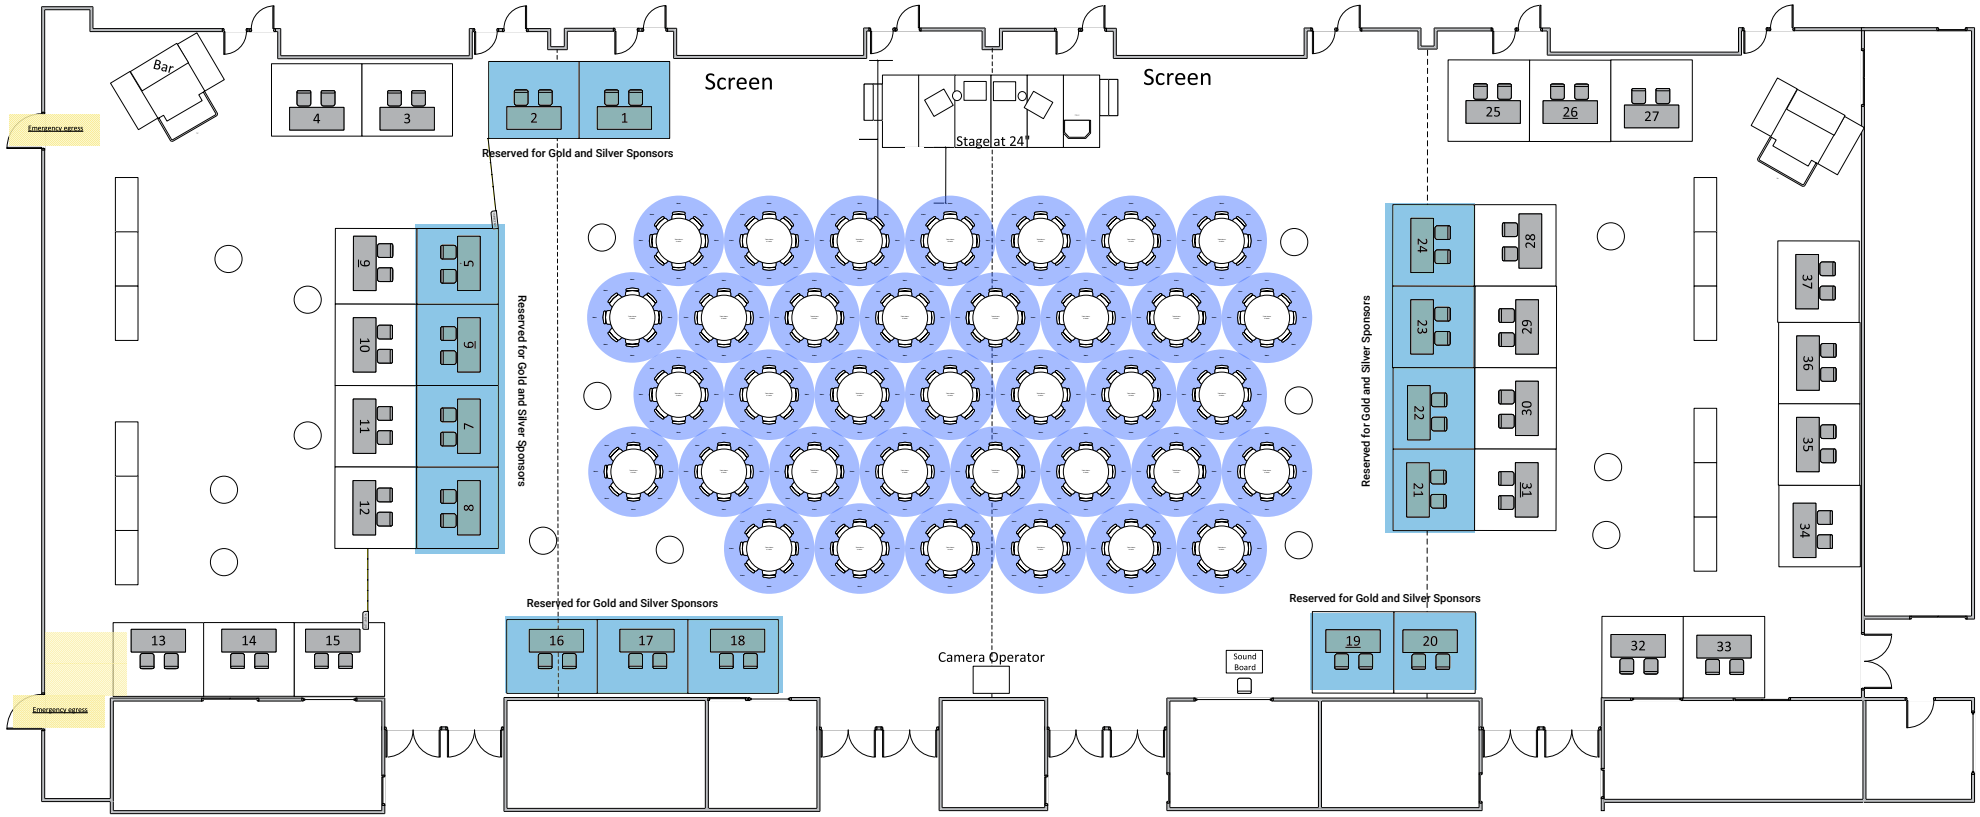 Bar
Screen
Screen
4
3
2
1
25
26
27
Emergency egress
Stage at 24"
Reserved for Gold and Silver Sponsors
9
5
24
28
37
10
6
23
29
36
Reserved for Gold and Silver Sponsors
Reserved for Gold and Silver Sponsors
11
7
22
30
35
12
8
21
31
34
Reserved for Gold and Silver Sponsors
Reserved for Gold and Silver Sponsors
13
14
15
16
17
18
19
20
32
33
Camera Operator
Sound
Board
Emergency egress